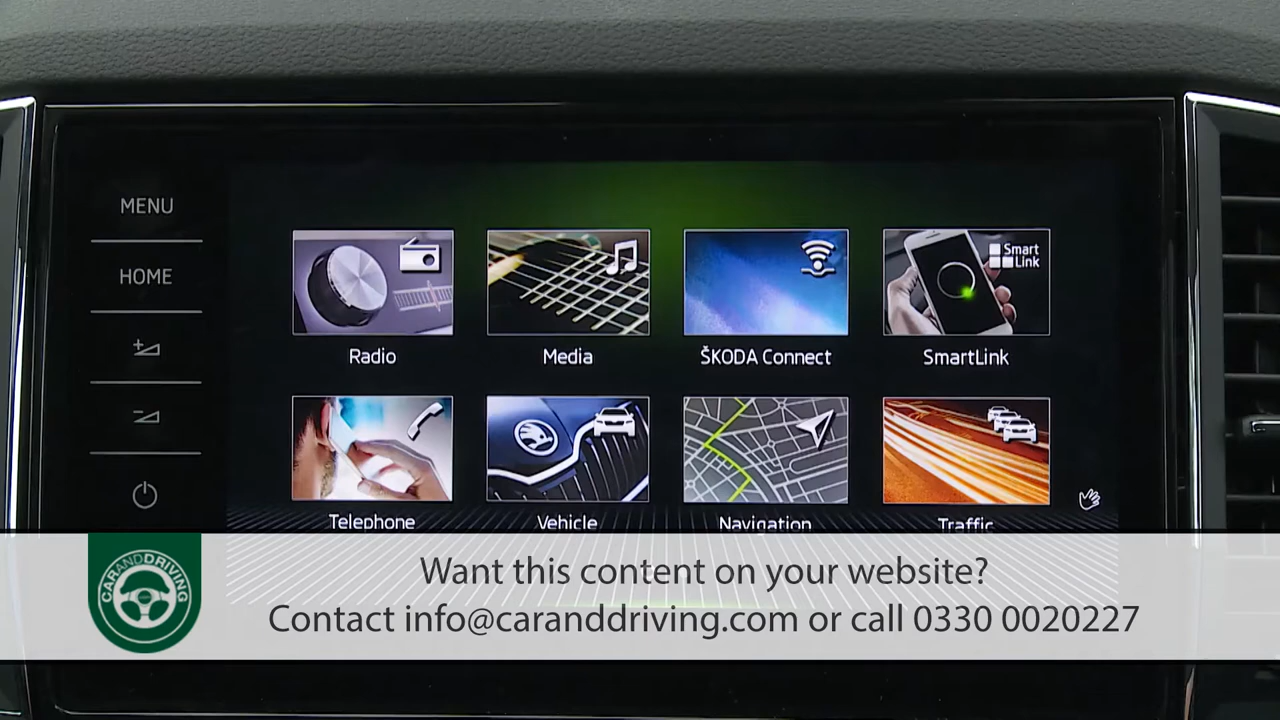 MENU
HOME
Smart
Link
Radio
Media
ŠKODA Connect
SmartLink
Telephone
Vehicle
Navigation
Traffic
CARANDDRIVING
Want this content on your website?
Contact info@caranddriving.com or call 0330 0020227